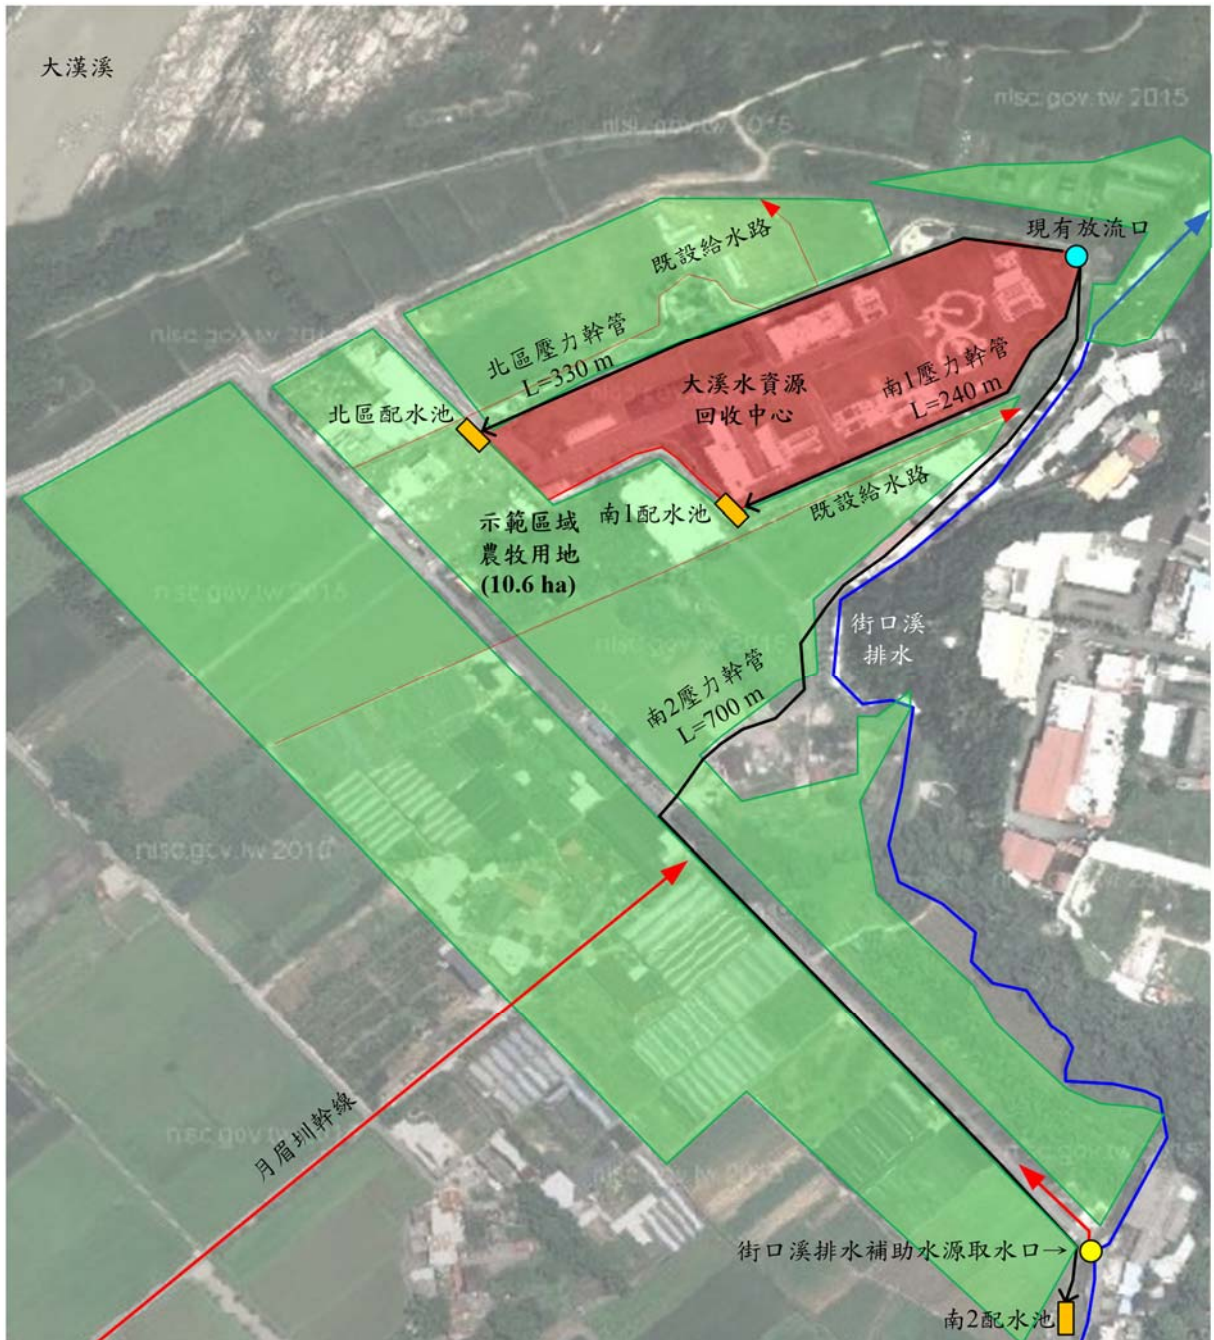 大漢溪
nlsc.gov.tw 2015
現有放流口
既設給水路
北區壓力幹管
L=330 m
大溪水資源
回收中心
南1壓力幹管
L=240 m
北區配水池
示範區域
農牧用地
(10.6 ha)
南1配水池
既設給水路
街口溪
排水
南2壓力幹管
L=700 m
月眉圳幹線
街口溪排水補助水源取水口→
南2配水池